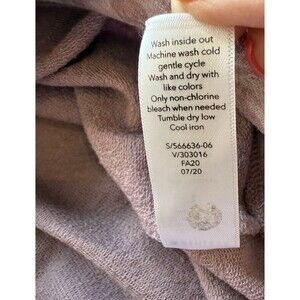 Wash inside out
Machine wash cold
gentle cycle
Wash and dry with
like colors
Only non-chlorine
bleach when needed
Tumble dry low
Cool iron
S/566636-06
V/303016
FA20
07/20